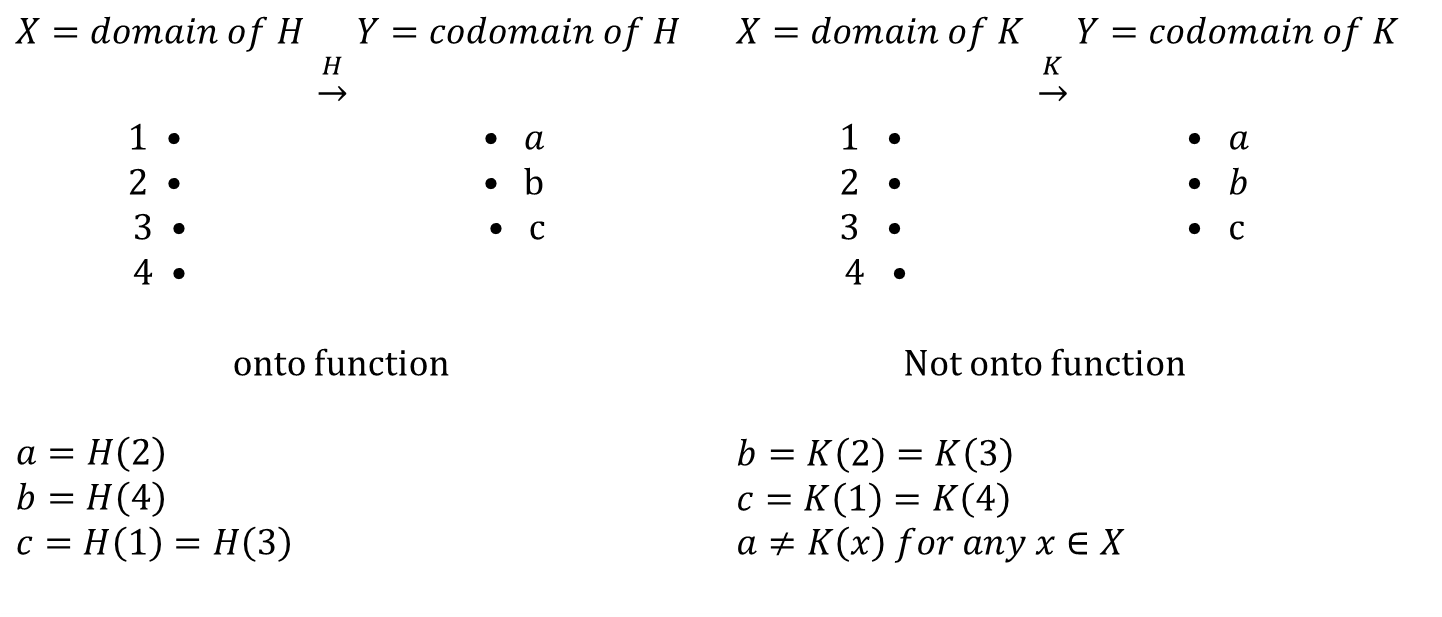 X = domain of H Y = codomain of H X = domain of K Y = codomain of K
H K
→ →
1 • • a 1 • • a
2 • • b 2 • • b
3 • • c 3 • • c
4 • 4 •
onto function Not onto function
a = H(2) b = K(2) = K(3)
b = H(4) c = K(1) = K(4)
c = H(1) = H(3) a ≠ K(x) for any x ∈ X